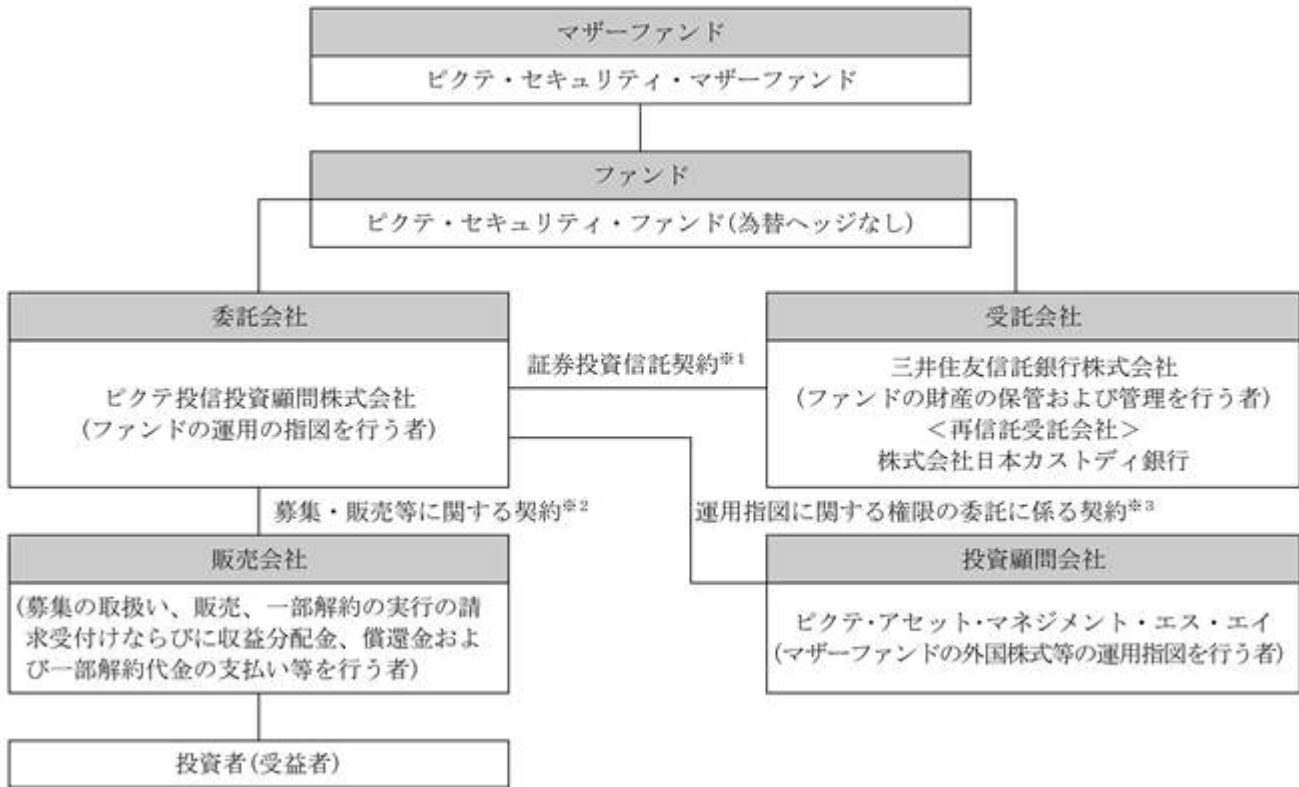 マザーファンド
ピクテ・セキュリティ・マザーファンド
ファンド
ピクテ・セキュリティ・ファンド(為替ヘッジなし)
委託会社
ピクテ投信投資顧問株式会社
(ファンドの運用の指図を行う者)
証券投資信託契約※1
受託会社
三井住友信託銀行株式会社
(ファンドの財産の保管および管理を行う者)
＜再信託受託会社＞
株式会社日本カストディ銀行
募集・販売等に関する契約※2
運用指図に関する権限の委託に係る契約※3
販売会社
(募集の取扱い、販売、一部解約の実行の請
求受付けならびに収益分配金、償還金およ
び一部解約代金の支払い等を行う者)
投資顧問会社
ピクテ・アセット・マネジメント・エス・エイ
(マザーファンドの外国株式等の運用指図を行う者)
投資者(受益者)